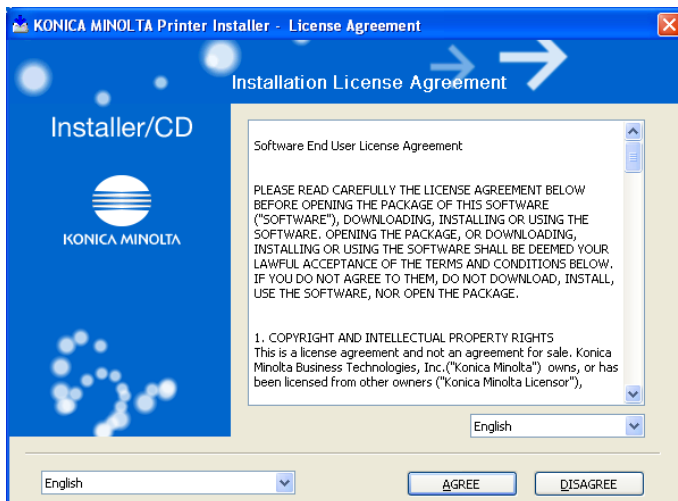 KONICA MINOLTA Printer Installer - License Agreement
Installation License Agreement
Installer/CD
KONICA MINOLTA
Software End User License Agreement
PLEASE READ CAREFULLY THE LICENSE AGREEMENT BELOW
BEFORE OPENING THE PACKAGE OF THIS SOFTWARE
("SOFTWARE"), DOWNLOADING, INSTALLING OR USING THE
SOFTWARE. OPENING THE PACKAGE, OR DOWNLOADING,
INSTALLING OR USING THE SOFTWARE SHALL BE DEEMED YOUR
LAWFUL ACCEPTANCE OF THE TERMS AND CONDITIONS BELOW.
IF YOU DO NOT AGREE TO THEM, DO NOT DOWNLOAD, INSTALL,
USE THE SOFTWARE, NOR OPEN THE PACKAGE.
1. COPYRIGHT AND INTELLECTUAL PROPERTY RIGHTS
This is a license agreement and not an agreement for sale. Konica
Minolta Business Technologies, Inc.("Konica Minolta") owns, or has
been licensed from other owners ("Konica Minolta Licensor"),
English
English
AGREE
DISAGREE